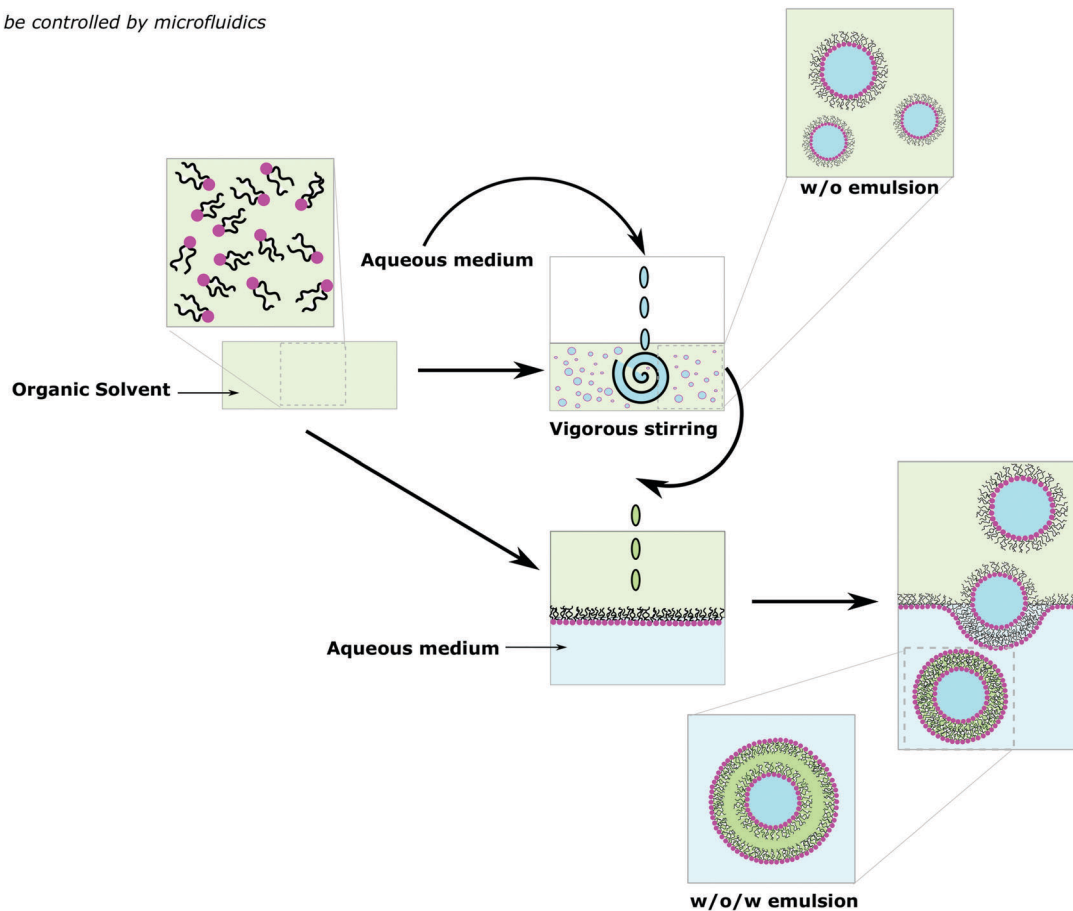 be controlled by microfluidics
w/o emulsion
Aqueous medium
Organic Solvent
Vigorous stirring
Aqueous medium
w/o/w emulsion